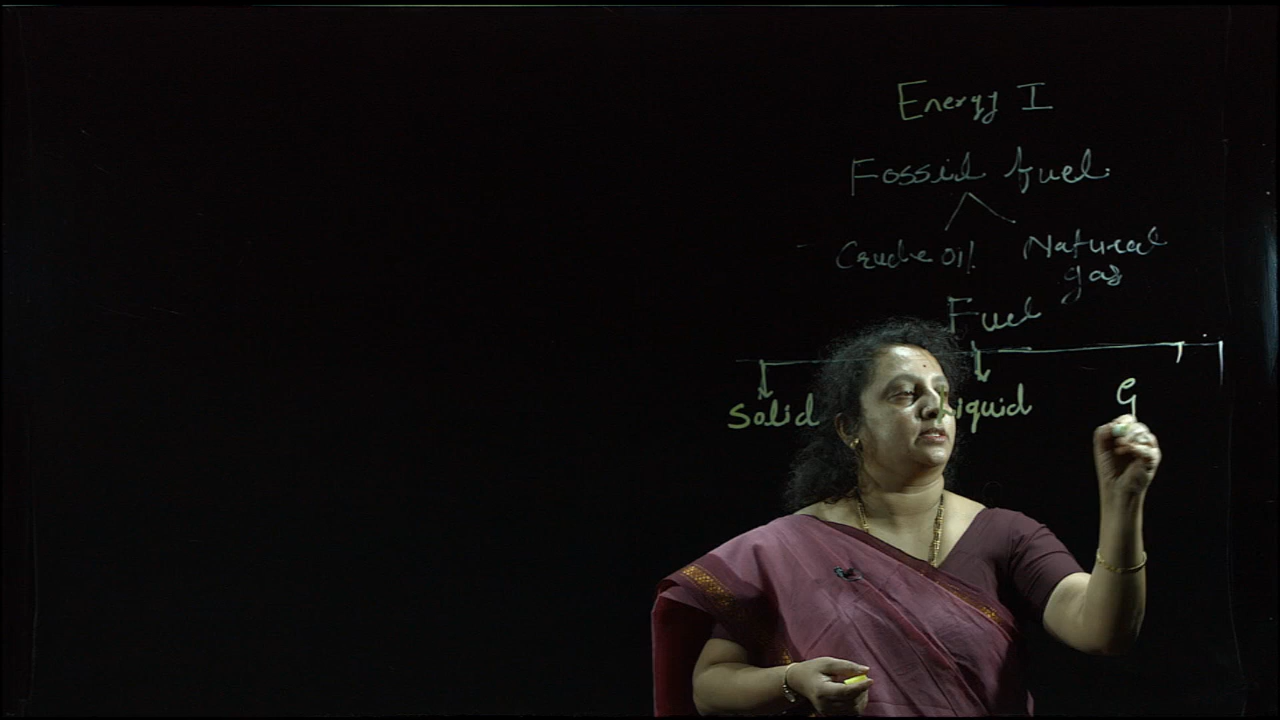 Energy I
Fossil fuel
Crude oil Natural gas
Fuel
Solid Liquid G